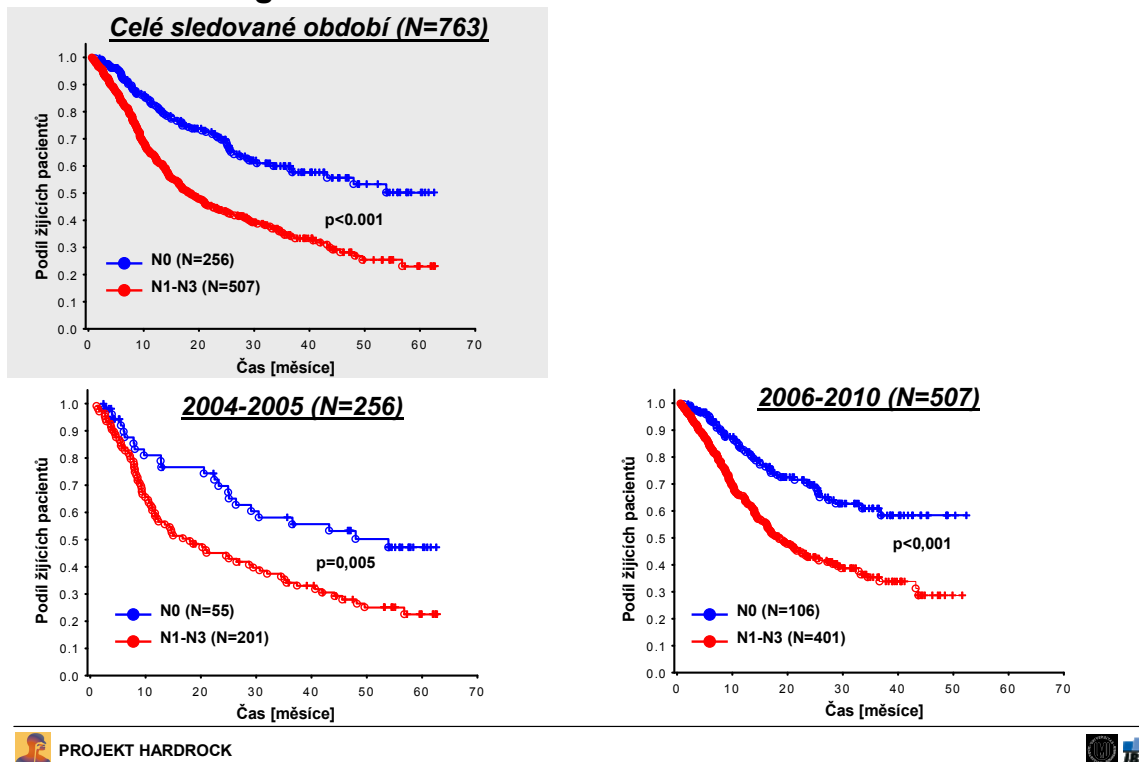 Celé sledované období (N=763)
1.0
0.9
0.8
0.7
0.6
0.5
0.4
0.3
0.2
0.1
0.0
Podíl žijících pacientů
p<0.001
N0 (N=256)
N1-N3 (N=507)
0 10 20 30 40 50 60 70
Čas [měsíce]
2004-2005 (N=256)
1.0
0.9
0.8
0.7
0.6
0.5
0.4
0.3
0.2
0.1
0.0
Podíl žijících pacientů
p=0,005
N0 (N=55)
N1-N3 (N=201)
0 10 20 30 40 50 60 70
Čas [měsíce]
2006-2010 (N=507)
1.0
0.9
0.8
0.7
0.6
0.5
0.4
0.3
0.2
0.1
0.0
Podíl žijících pacientů
p<0,001
N0 (N=106)
N1-N3 (N=401)
0 10 20 30 40 50 60 70
Čas [měsíce]
PROJEKT HARDROCK